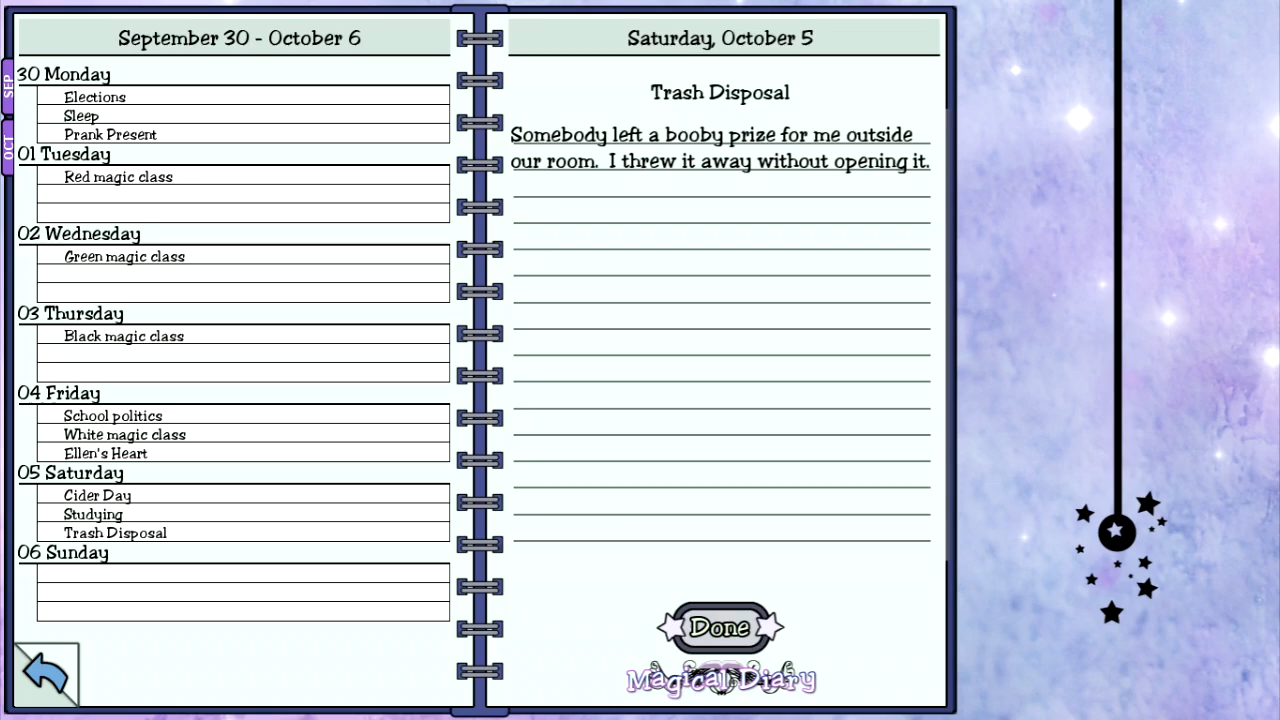 September 30 - October 6
SEP
OCT
30 Monday
Elections
Sleep
Prank Present
01 Tuesday
Red magic class
02 Wednesday
Green magic class
03 Thursday
Black magic class
04 Friday
School politics
White magic class
Ellen's Heart
05 Saturday
Cider Day
Studying
Trash Disposal
06 Sunday
Saturday, October 5
Trash Disposal
Somebody left a booby prize for me outside
our room. I threw it away without opening it.
Done
Magical Diary